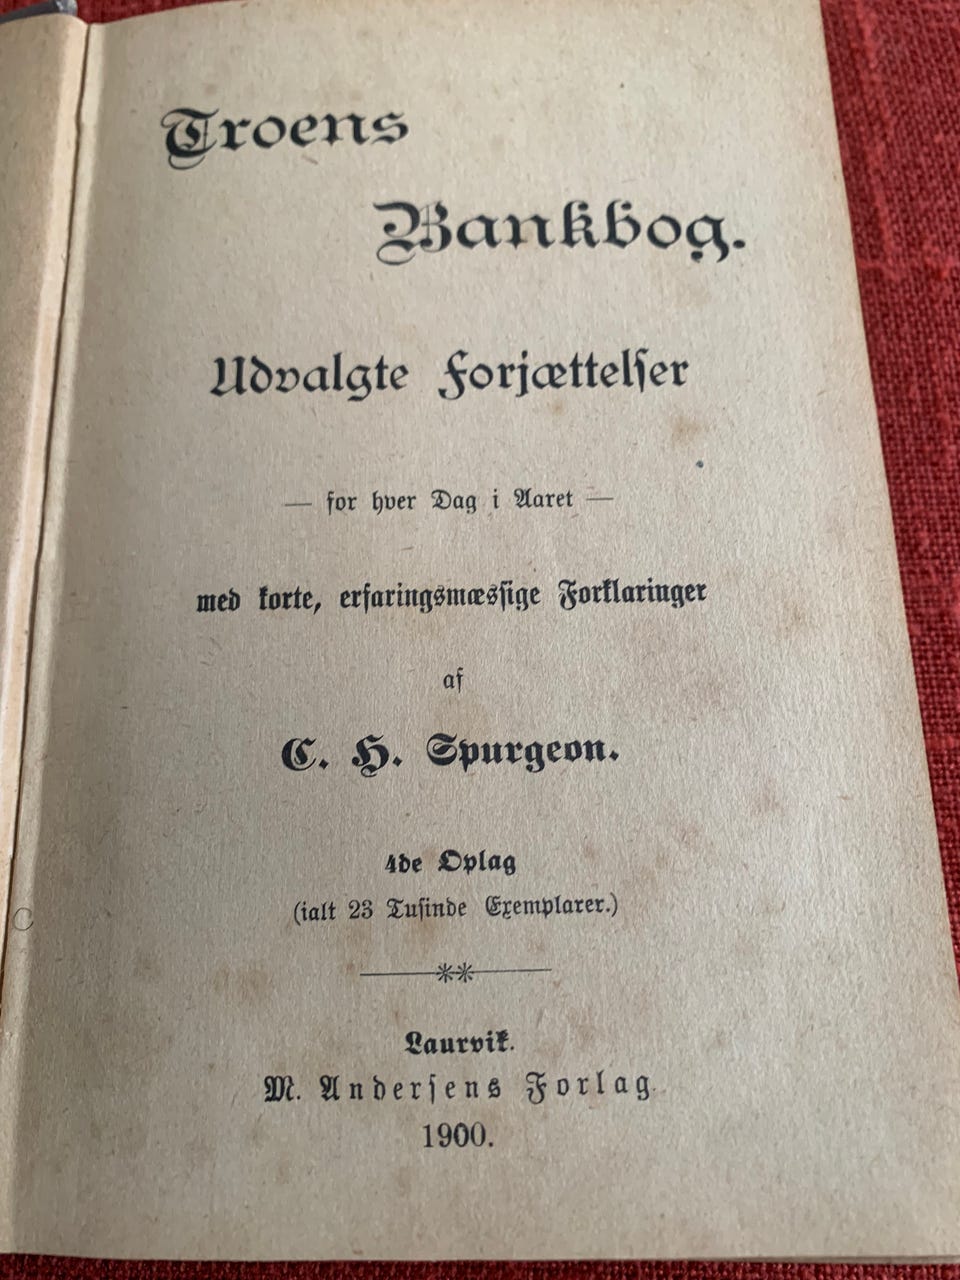 Troens
Bankbog.
Udvalgte Forjættelser
— for hver Dag i Aaret —
med korte, erfaringsmæssige Forklaringer
af
C. H. Spurgeon.
4de Oplag
(ialt 23 Tusinde Exemplarer.)
Laurvik.
M. Andersens Forlag.
1900.